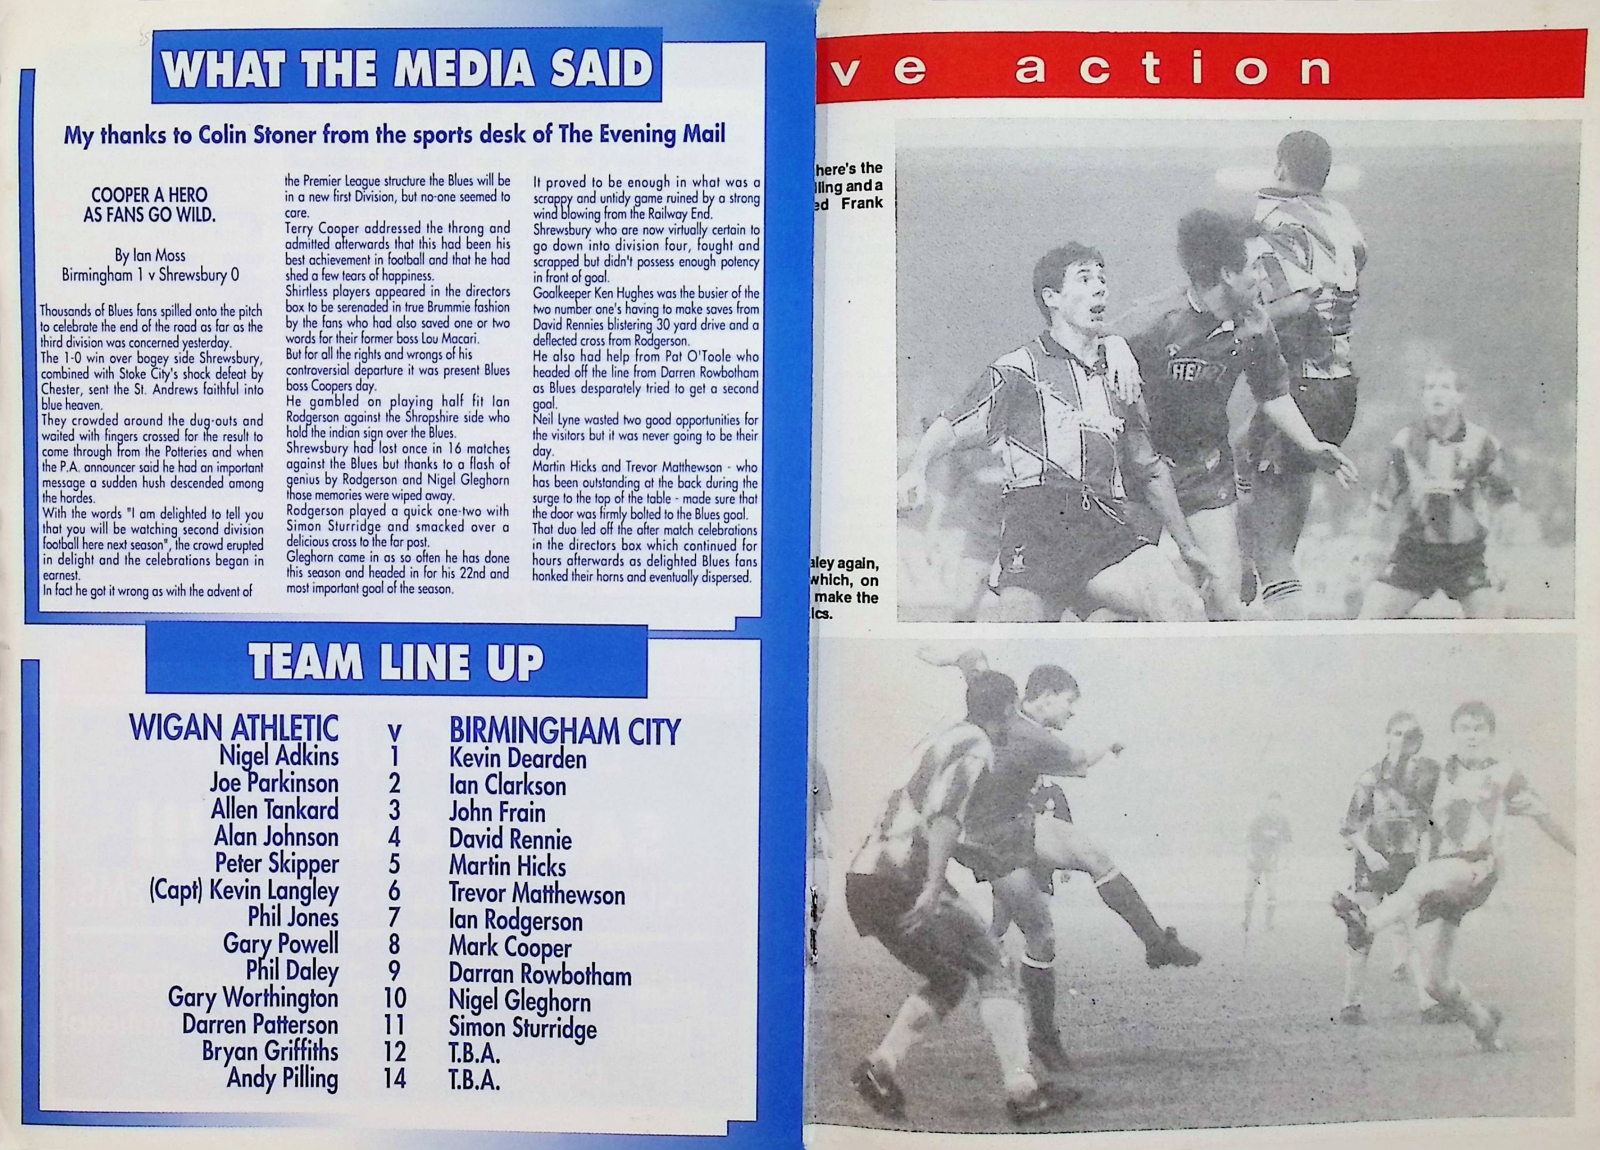 WHAT THE MEDIA SAID
My thanks to Colin Stoner from the sports desk of The Evening Mail
COOPER A HERO
AS FANS GO WILD.
By Ian Moss
Birmingham 1 v Shrewsbury 0
Thousands of Blues fans spilled onto the pitch
to celebrate the end of the road as far as the
third division was concerned yesterday.
The 1-0 win over bogey side Shrewsbury,
combined with Stoke City's shock defeat by
Chester, sent the St. Andrews faithful into
blue heaven.
They crowded around the dug-outs and
waited with fingers crossed for the result to
come through from the Potteries and when
the P.A. announcer said he had an important
message a sudden hush descended among
the hordes.
With the words "I am delighted to tell you
that you will be watching second division
football here next season", the crowd erupted
in delight and the celebrations began in
earnest.
In fact he got it wrong as with the advent of
the Premier League structure the Blues will be
in a new first Division, but no-one seemed to
care.
Terry Cooper addressed the throng and
admitted afterwards that this had been his
best achievement in football and that he had
shed a few tears of happiness.
Shirtless players appeared in the directors
box to be serenaded in true Brummie fashion
by the fans who had also saved one or two
words for their former boss Lou Macari.
But for all the rights and wrongs of his
controversial departure it was present Blues
boss Coopers day.
He gambled on playing half fit Ian
Rodgerson against the Shropshire side who
hold the indian sign over the Blues.
Shrewsbury had lost once in 16 matches
against the Blues but thanks to a flash of
genius by Rodgerson and Nigel Gleghorn
those memories were wiped away.
Rodgerson played a quick one-two with
Simon Sturridge and smacked over a
delicious cross to the far post.
Gleghorn came in as so often he has done
this season and headed in for his 22nd and
most important goal of the season.
It proved to be enough in what was a
scrappy and untidy game ruined by a strong
wind blowing from the Railway End.
Shrewsbury who are now virtually certain to
go down into division four, fought and
scrapped but didn't possess enough potency
in front of goal.
Goalkeeper Ken Hughes was the busier of the
two number one's having to make saves from
David Rennies blistering 30 yard drive and a
deflected cross from Rodgerson.
He also had help from Pat O'Toole who
headed off the line from Darren Rowbotham
as Blues desparately tried to get a second
goal.
Neil Lyne wasted two good opportunities for
the visitors but it was never going to be their
day.
Martin Hicks and Trevor Matthewson - who
has been outstanding at the back during the
surge to the top of the table - made sure that
the door was firmly bolted to the Blues goal.
That duo led off the after match celebrations
in the directors box which continued for
hours afterwards as delighted Blues fans
honked their horns and eventually dispersed.
TEAM LINE UP
WIGAN ATHLETIC v BIRMINGHAM CITY
Nigel Adkins 1 Kevin Dearden
Joe Parkinson 2 Ian Clarkson
Allen Tankard 3 John Frain
Alan Johnson 4 David Rennie
Peter Skipper 5 Martin Hicks
(Capt) Kevin Langley 6 Trevor Matthewson
Phil Jones 7 Ian Rodgerson
Gary Powell 8 Mark Cooper
Phil Daley 9 Darran Rowbotham
Gary Worthington 10 Nigel Gleghorn
Darren Patterson 11 Simon Sturridge
Bryan Griffiths 12 T.B.A.
Andy Pilling 14 T.B.A.
ve action
here's the
lling and a
ed Frank
aley again,
which, on
make the
ics.